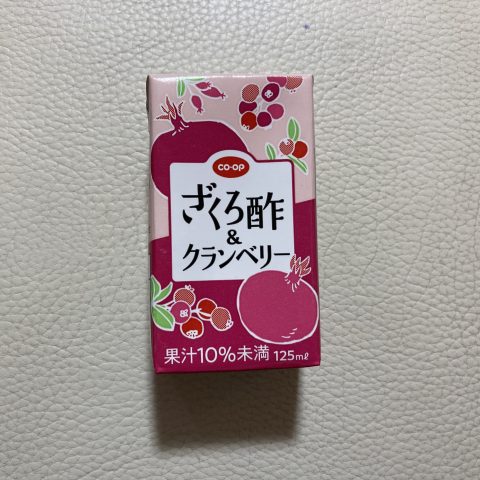 co-op
ざくろ酢
&
クランベリー
果汁10%未満 125mℓ